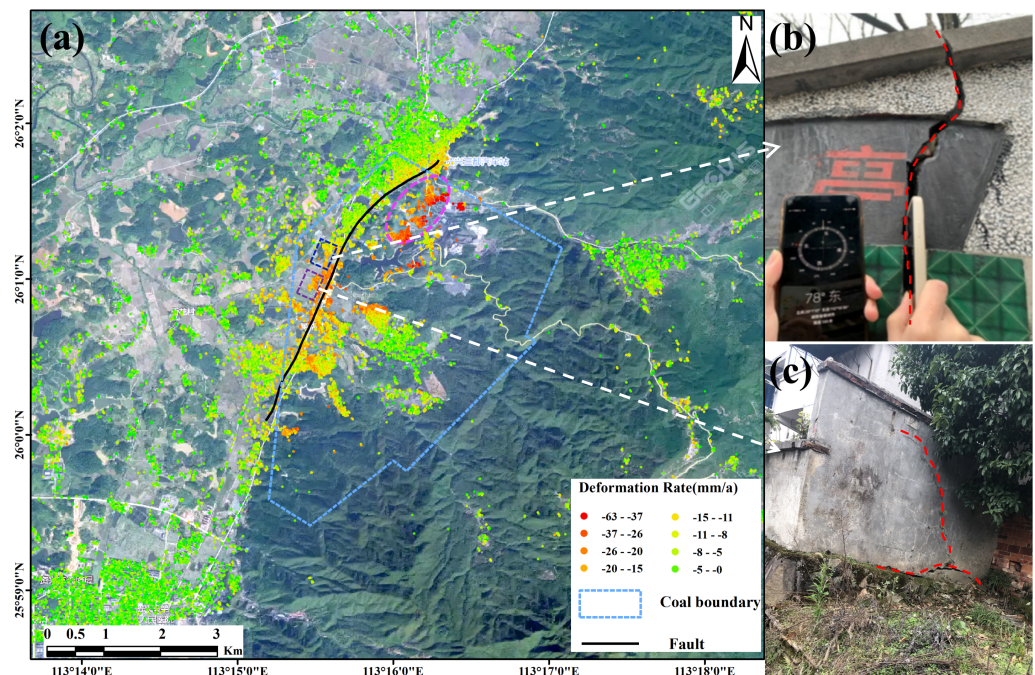 (a)
N
26°2'0"N
26°1'0"N
26°0'0"N
25°59'0"N
Deformation Rate(mm/a)
-63 - -37
-15 - -11
-37 - -26
-11 - -8
-26 - -20
-8 - -5
-20 - -15
-5 - -0
Coal boundary
Fault
0 0.5 1 2 3
Km
113°14'0"E
113°15'0"E
113°16'0"E
113°17'0"E
113°18'0"E
(b)
78° 东
(c)